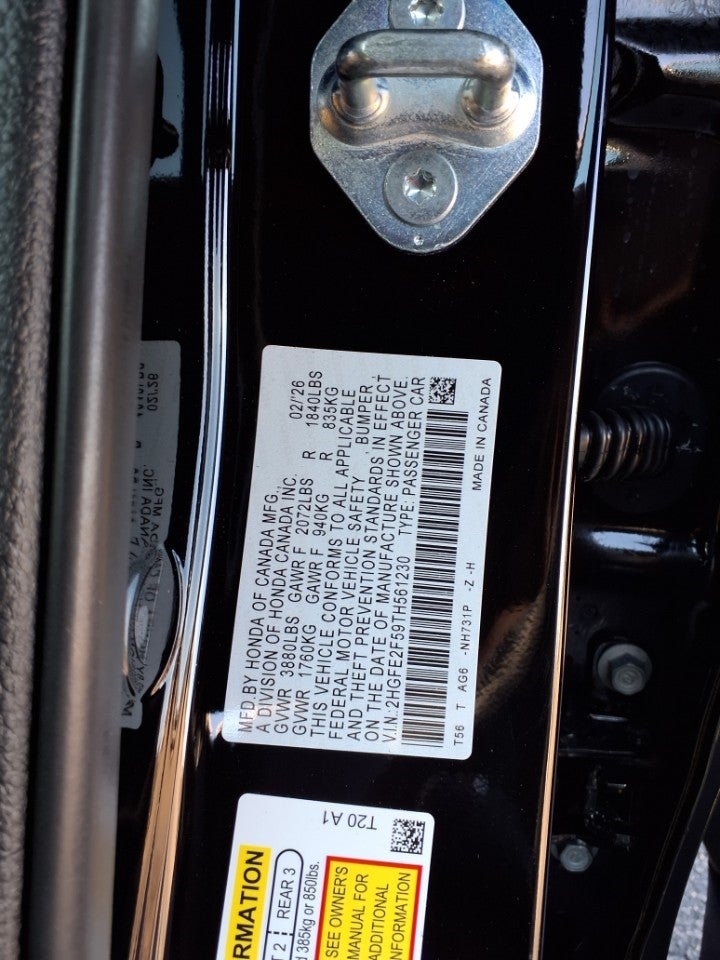 MFD.BY HONDA OF CANADA MFG., 02/'26
A DIVISION OF HONDA CANADA INC.
GVWR 3880LBS GAWR F 2072LBS R 1840LBS
GVWR 1760KG GAWR F 940KG R 835KG
THIS VEHICLE CONFORMS TO ALL APPLICABLE
FEDERAL MOTOR VEHICLE SAFETY, BUMPER,
AND THEFT PREVENTION STANDARDS IN EFFECT
ON THE DATE OF MANUFACTURE SHOWN ABOVE.
V.I.N. 2HGFE2F59TH561230 TYPE: PASSENGER CAR
T56 T AG6 -NH731P -Z -H MADE IN CANADA
T20 A1
RMATION
T 2 REAR 3
d 385kg or 850lbs.
SEE OWNER'S
MANUAL FOR
ADDITIONAL
INFORMATION